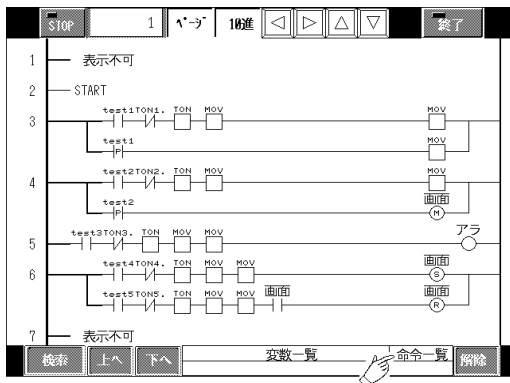 STOP 1 ﾍﾟｰｼﾞ 10進 終了
1 表示不可
2 START
test1TON1. TON MOV MOV
3
test1 MOV
P
test2TON2. TON MOV MOV
4
test2 画面
P M
test3TON3. TON MOV MOV アラ
5
test4TON4. TON MOV MOV 画面
6 S
test5TON5. TON MOV MOV 画面 画面
R
7 表示不可
検索 上へ 下へ 変数一覧 命令一覧 解除